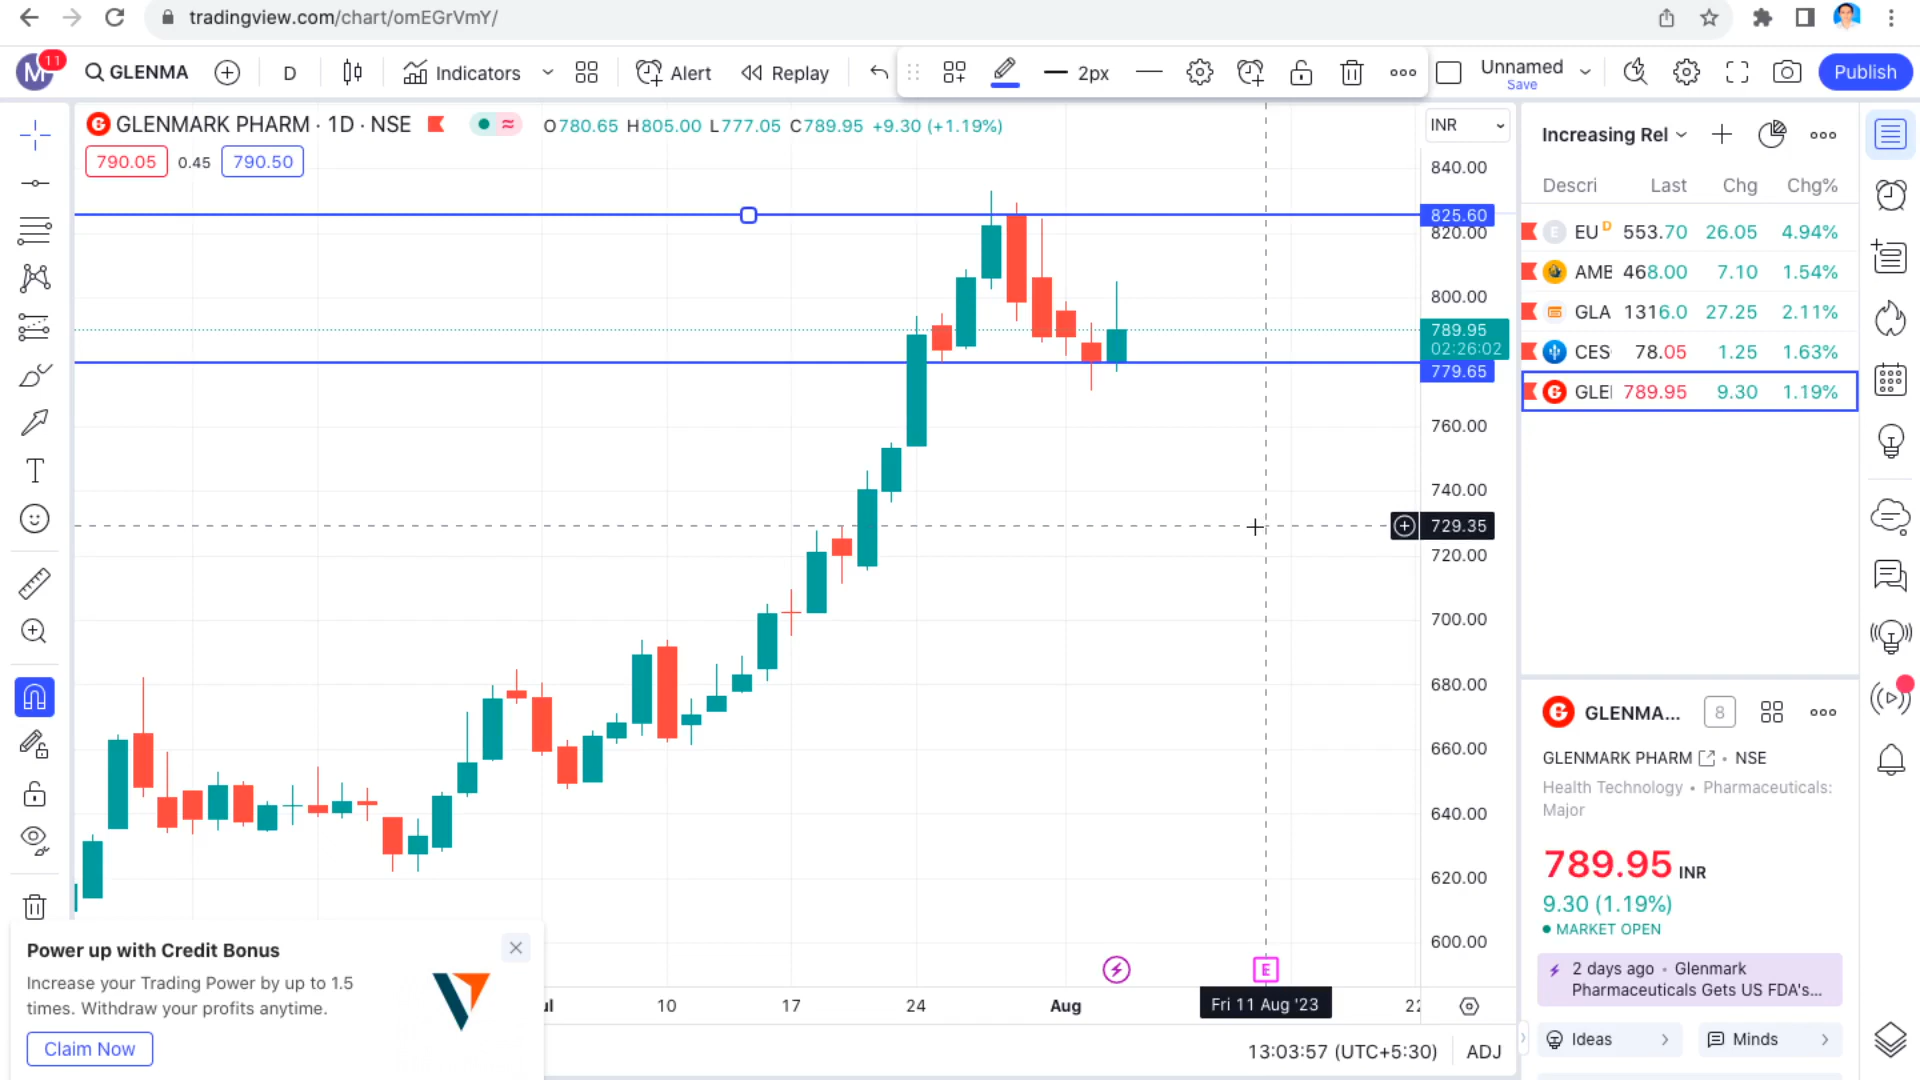 tradingview.com/chart/omEGrVmY/
M
11
GLENMA
D
Indicators
Alert
Replay
2px
Unnamed
Save
Publish
GLENMARK PHARM · 1D · NSE
O780.65 H805.00 L777.05 C789.95 +9.30 (+1.19%)
790.05
0.45
790.50
INR
840.00
825.60
820.00
800.00
789.95
02:26:02
779.65
760.00
740.00
729.35
720.00
700.00
680.00
660.00
640.00
620.00
600.00
E
ul
10
17
24
Aug
Fri 11 Aug '23
22
13:03:57 (UTC+5:30)
ADJ
Power up with Credit Bonus
Increase your Trading Power by up to 1.5
times. Withdraw your profits anytime.
Claim Now
Increasing Rel
Descri Last Chg Chg%
E EU D 553.70 26.05 4.94%
AME 468.00 7.10 1.54%
GLA 1316.0 27.25 2.11%
CES 78.05 1.25 1.63%
GLEI 789.95 9.30 1.19%
GLENMA...
8
GLENMARK PHARM • NSE
Health Technology • Pharmaceuticals:
Major
789.95 INR
9.30 (1.19%)
MARKET OPEN
2 days ago • Glenmark
Pharmaceuticals Gets US FDA's...
Ideas
Minds